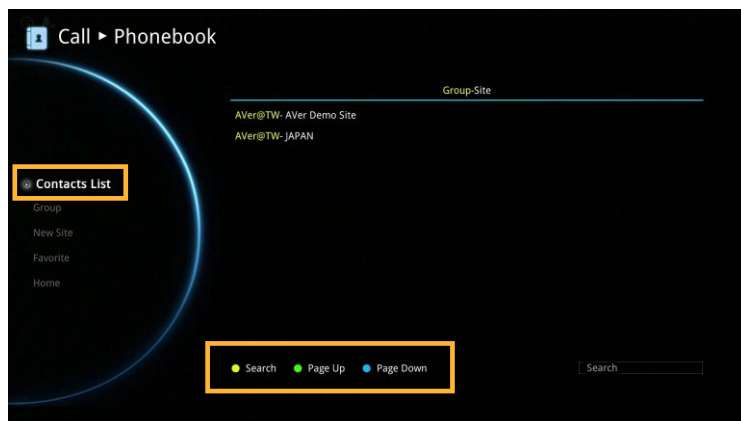 Call ▸ Phonebook
Group-Site
AVer@TW- AVer Demo Site
AVer@TW- JAPAN
Contacts List
Group
New Site
Favorite
Home
Search Page Up Page Down
Search